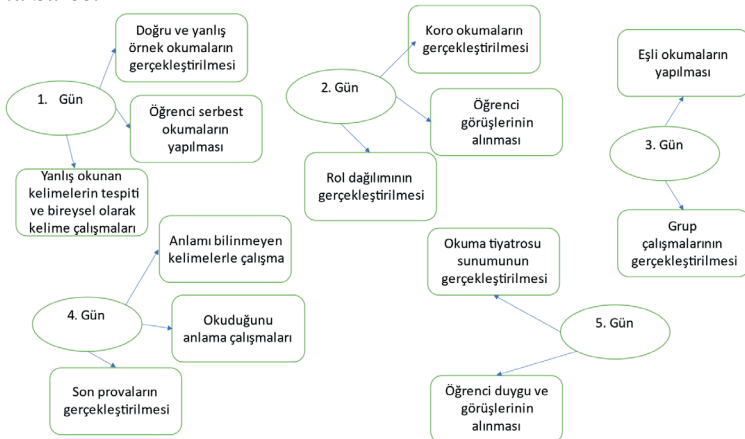 Doğru ve yanlış
örnek okumaların
gerçekleştirilmesi
1. Gün
Öğrenci serbest
okumaların
yapılması
Yanlış okunan
kelimelerin tespiti
ve bireysel olarak
kelime çalışmaları
Koro okumaların
gerçekleştirilmesi
2. Gün
Öğrenci
görüşlerinin
alınması
Rol dağılımının
gerçekleştirilmesi
Eşli okumaların
yapılması
3. Gün
Grup
çalışmalarının
gerçekleştirilmesi
Anlamı bilinmeyen
kelimelerle çalışma
4. Gün
Okuduğunu
anlama çalışmaları
Son provaların
gerçekleştirilmesi
Okuma tiyatrosu
sunumunun
gerçekleştirilmesi
5. Gün
Öğrenci duygu ve
görüşlerinin
alınması